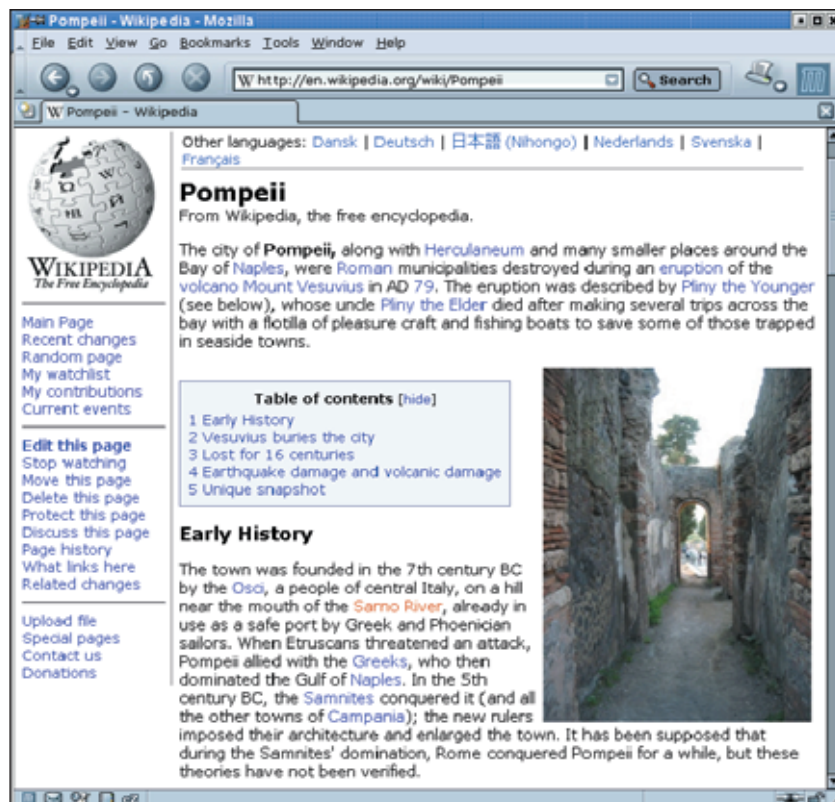 Pompeii - Wikipedia - Mozilla
File Edit View Go Bookmarks Tools Window Help
W http://en.wikipedia.org/wiki/Pompeii Search
W Pompeii - Wikipedia
Other languages: Dansk | Deutsch | 日本語 (Nihongo) | Nederlands | Svenska |
Français
Pompeii
From Wikipedia, the free encyclopedia.
The city of Pompeii, along with Herculaneum and many smaller places around the
Bay of Naples, were Roman municipalities destroyed during an eruption of the
volcano Mount Vesuvius in AD 79. The eruption was described by Pliny the Younger
(see below), whose uncle Pliny the Elder died after making several trips across the
bay with a flotilla of pleasure craft and fishing boats to save some of those trapped
in seaside towns.
WIKIPEDIA
The Free Encyclopedia
Main Page
Recent changes
Random page
My watchlist
My contributions
Current events
Edit this page
Stop watching
Move this page
Delete this page
Protect this page
Discuss this page
Page history
What links here
Related changes
Upload file
Special pages
Contact us
Donations
Table of contents [hide]
1 Early History
2 Vesuvius buries the city
3 Lost for 16 centuries
4 Earthquake damage and volcanic damage
5 Unique snapshot
Early History
The town was founded in the 7th century BC
by the Osci, a people of central Italy, on a hill
near the mouth of the Sarno River, already in
use as a safe port by Greek and Phoenician
sailors. When Etruscans threatened an attack,
Pompeii allied with the Greeks, who then
dominated the Gulf of Naples. In the 5th
century BC, the Samnites conquered it (and all
the other towns of Campania); the new rulers
imposed their architecture and enlarged the town. It has been supposed that
during the Samnites' domination, Rome conquered Pompeii for a while, but these
theories have not been verified.